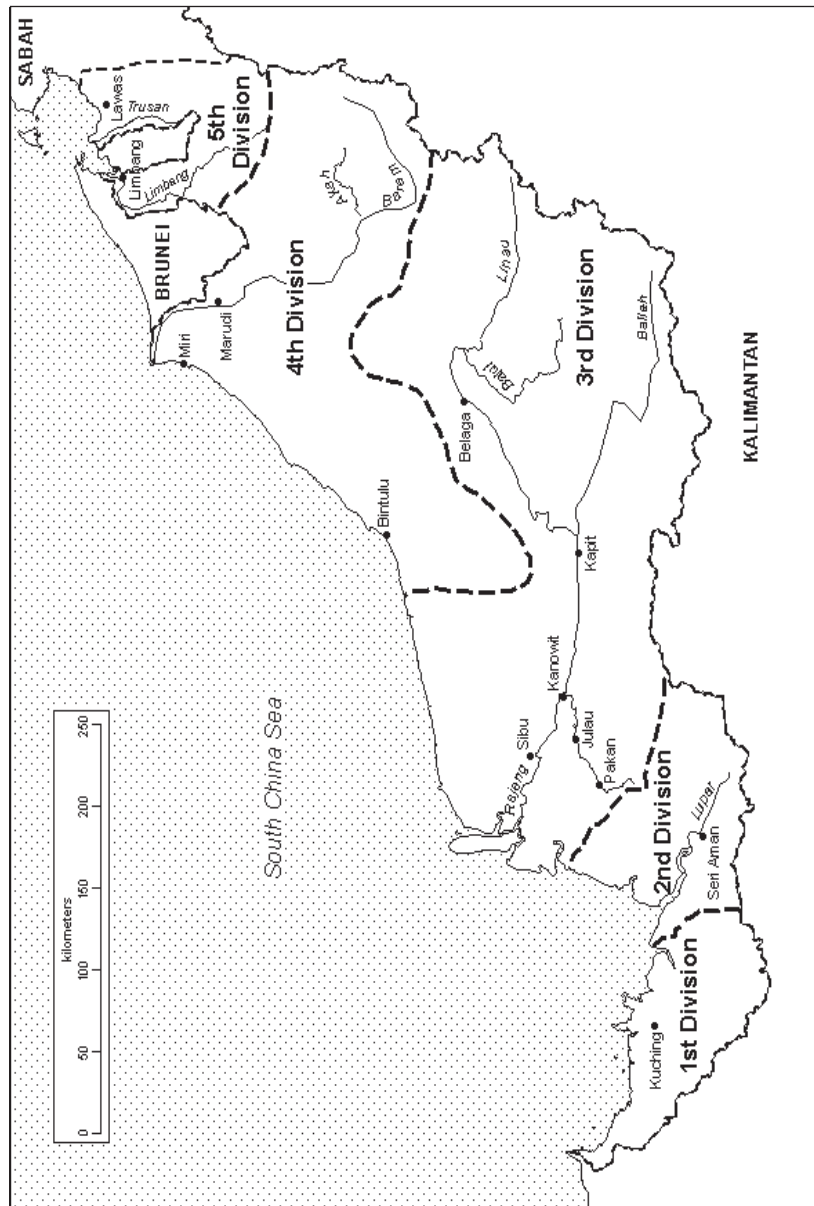 SABAH
Lawas
Trusan
5th
Division
Limbang
Limbang
BRUNEI
Akah
Baram
4th Division
Marudi
Miri
Linau
Balui
3rd Division
Balleh
Belaga
KALIMANTAN
Bintulu
Kapit
Kanowit
Sibu
Julau
Rajang
Pakan
South China Sea
2nd Division
Lupar
Seri Aman
1st Division
Kuching
kilometers
0 50 100 150 200 250